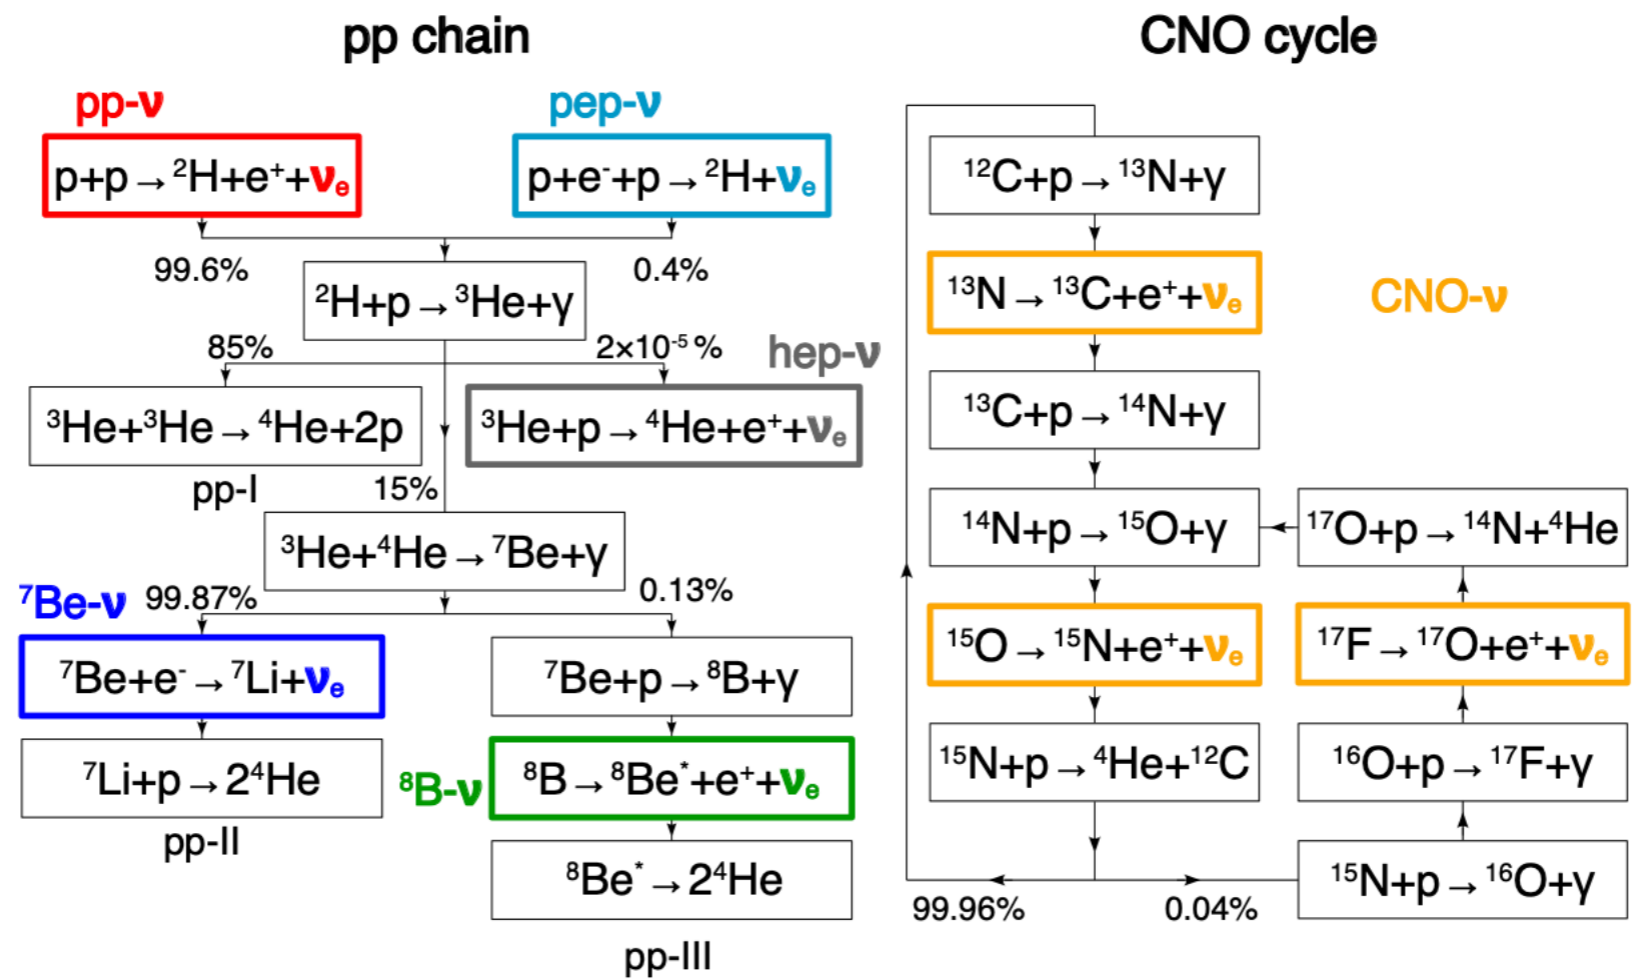 pp chain
CNO cycle
pp-ν
pep-ν
p+p → ²H+e⁺+νₑ
p+e⁻+p → ²H+νₑ
99.6%
0.4%
²H+p → ³He+γ
85%
2×10⁻⁵ %
hep-ν
³He+³He → ⁴He+2p
³He+p → ⁴He+e⁺+νₑ
pp-I
15%
³He+⁴He → ⁷Be+γ
⁷Be-ν
99.87%
0.13%
⁷Be+e⁻ → ⁷Li+νₑ
⁷Be+p → ⁸B+γ
⁷Li+p → 2⁴He
⁸B-ν
⁸B → ⁸Be*+e⁺+νₑ
pp-II
⁸Be* → 2⁴He
pp-III
¹²C+p → ¹³N+γ
¹³N → ¹³C+e⁺+νₑ
CNO-ν
¹³C+p → ¹⁴N+γ
¹⁴N+p → ¹⁵O+γ
¹⁷O+p → ¹⁴N+⁴He
¹⁵O → ¹⁵N+e⁺+νₑ
¹⁷F → ¹⁷O+e⁺+νₑ
¹⁵N+p → ⁴He+¹²C
¹⁶O+p → ¹⁷F+γ
¹⁵N+p → ¹⁶O+γ
99.96%
0.04%